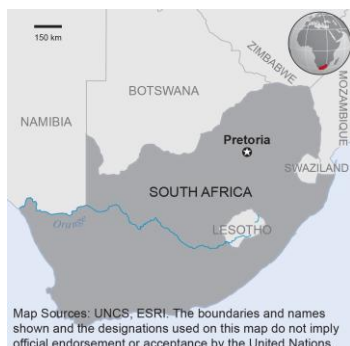 150 km
ZIMBABWE
MOZAMBIQUE
BOTSWANA
NAMIBIA
Pretoria
SWAZILAND
SOUTH AFRICA
Orange
LESOTHO
Map Sources: UNCS, ESRI. The boundaries and names
shown and the designations used on this map do not imply
official endorsement or acceptance by the United Nations.